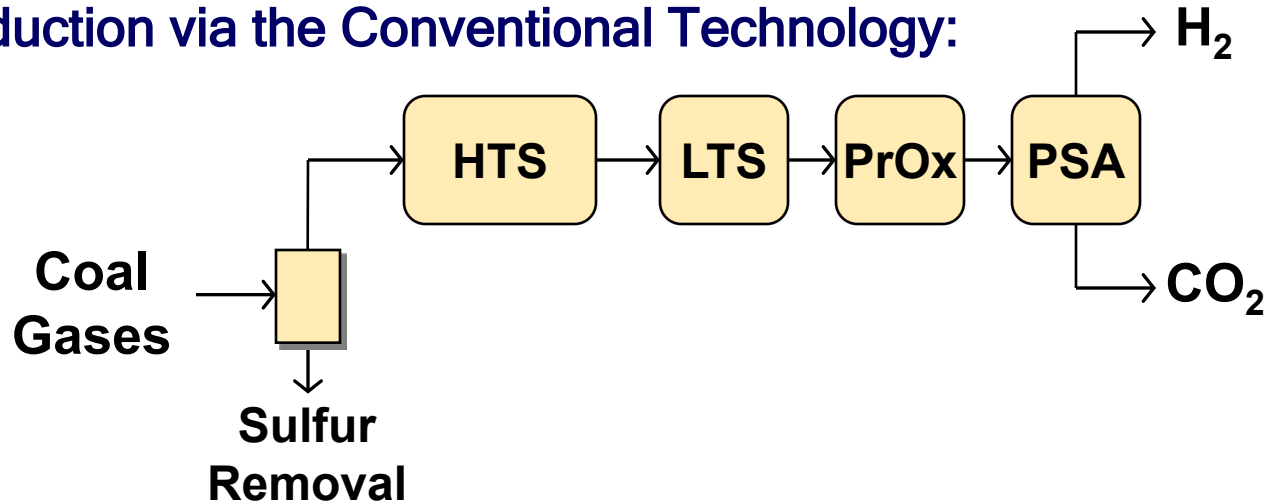 duction via the Conventional Technology:
H₂
HTS
LTS
PrOx
PSA
Coal
Gases
CO₂
Sulfur
Removal